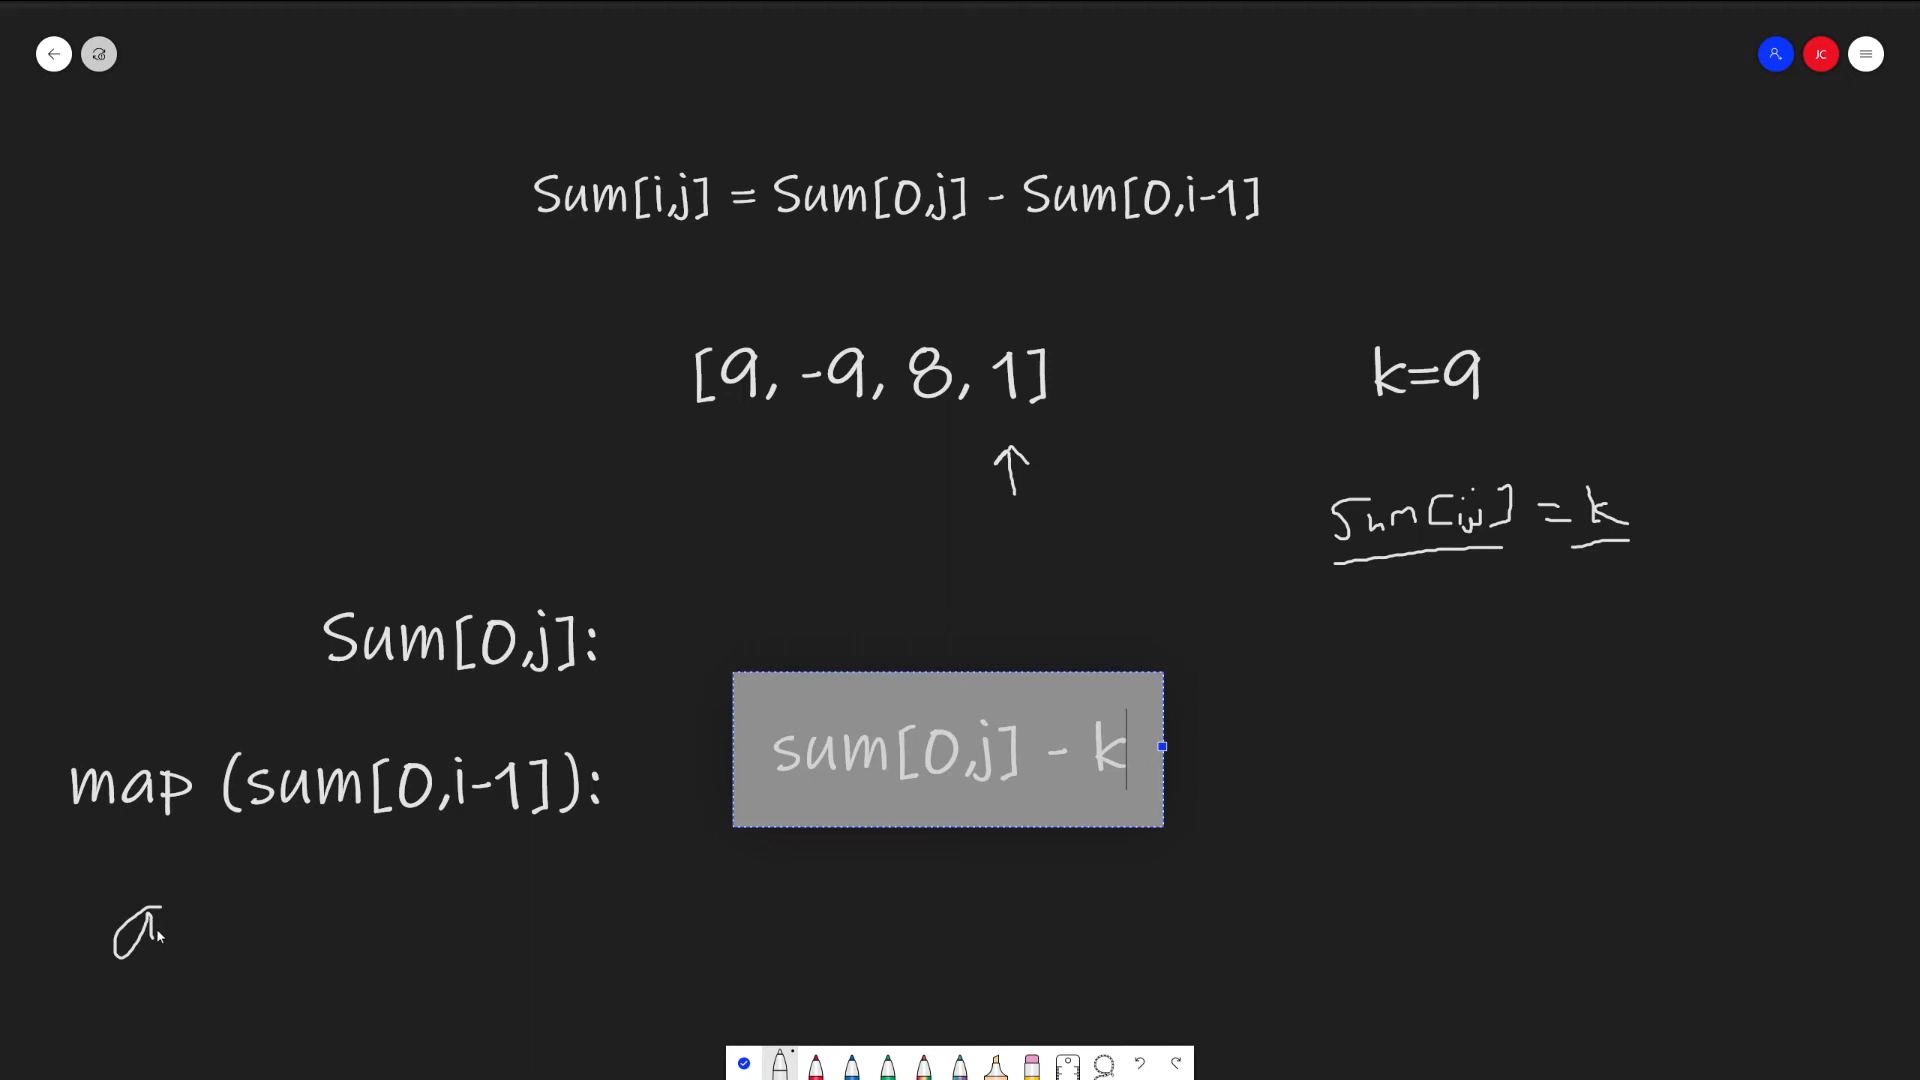 JC
Sum[i,j] = Sum[0,j] - Sum[0,i-1]
[9, -9, 8, 1]
k=9
Sum[i,j] = k
Sum[0,j]:
sum[0,j] - k
map (sum[0,i-1]):
a